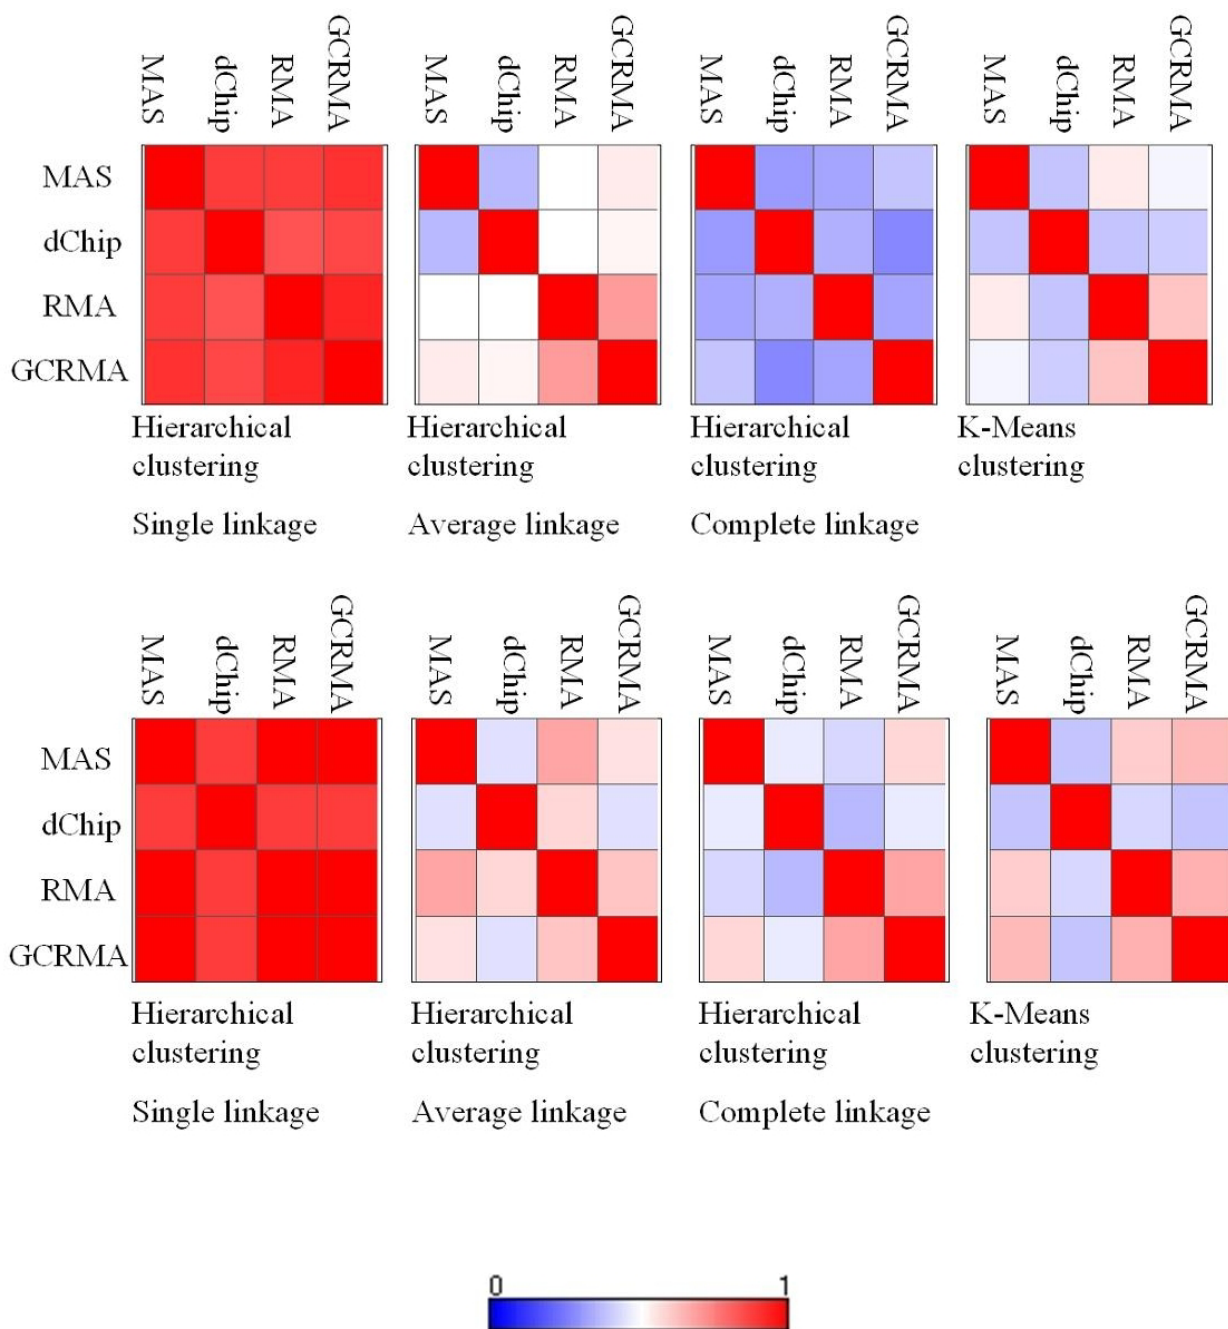 MAS dChip RMA GCRMA MAS dChip RMA GCRMA MAS dChip RMA GCRMA MAS dChip RMA GCRMA
MAS
dChip
RMA
GCRMA
Hierarchical Hierarchical Hierarchical K-Means
clustering clustering clustering clustering
Single linkage Average linkage Complete linkage
MAS dChip RMA GCRMA MAS dChip RMA GCRMA MAS dChip RMA GCRMA MAS dChip RMA GCRMA
MAS
dChip
RMA
GCRMA
Hierarchical Hierarchical Hierarchical K-Means
clustering clustering clustering clustering
Single linkage Average linkage Complete linkage
0 1